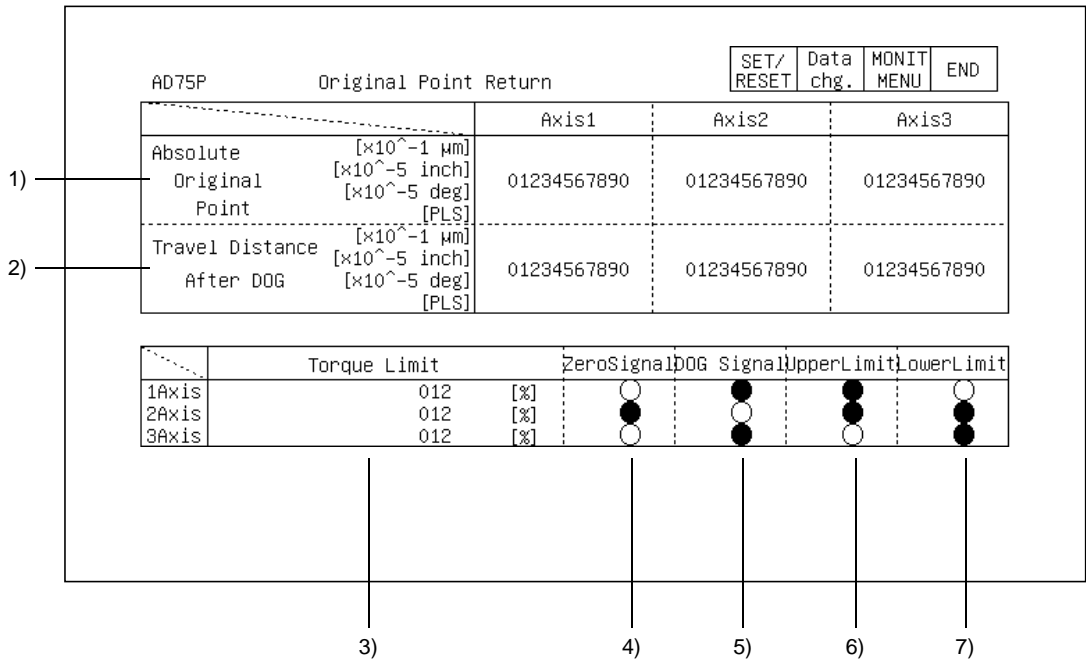 AD75P Original Point Return SET/ RESET Data chg. MONIT MENU END
Axis1 Axis2 Axis3
Absolute Original Point [×10^-1 μm] [×10^-5 inch] [×10^-5 deg] [PLS] 01234567890 01234567890 01234567890
1)
Travel Distance After DOG [×10^-1 μm] [×10^-5 inch] [×10^-5 deg] [PLS] 01234567890 01234567890 01234567890
2)
Torque Limit ZeroSignal DOG Signal UpperLimit LowerLimit
1Axis 012 [%]
2Axis 012 [%]
3Axis 012 [%]
3) 4) 5) 6) 7)